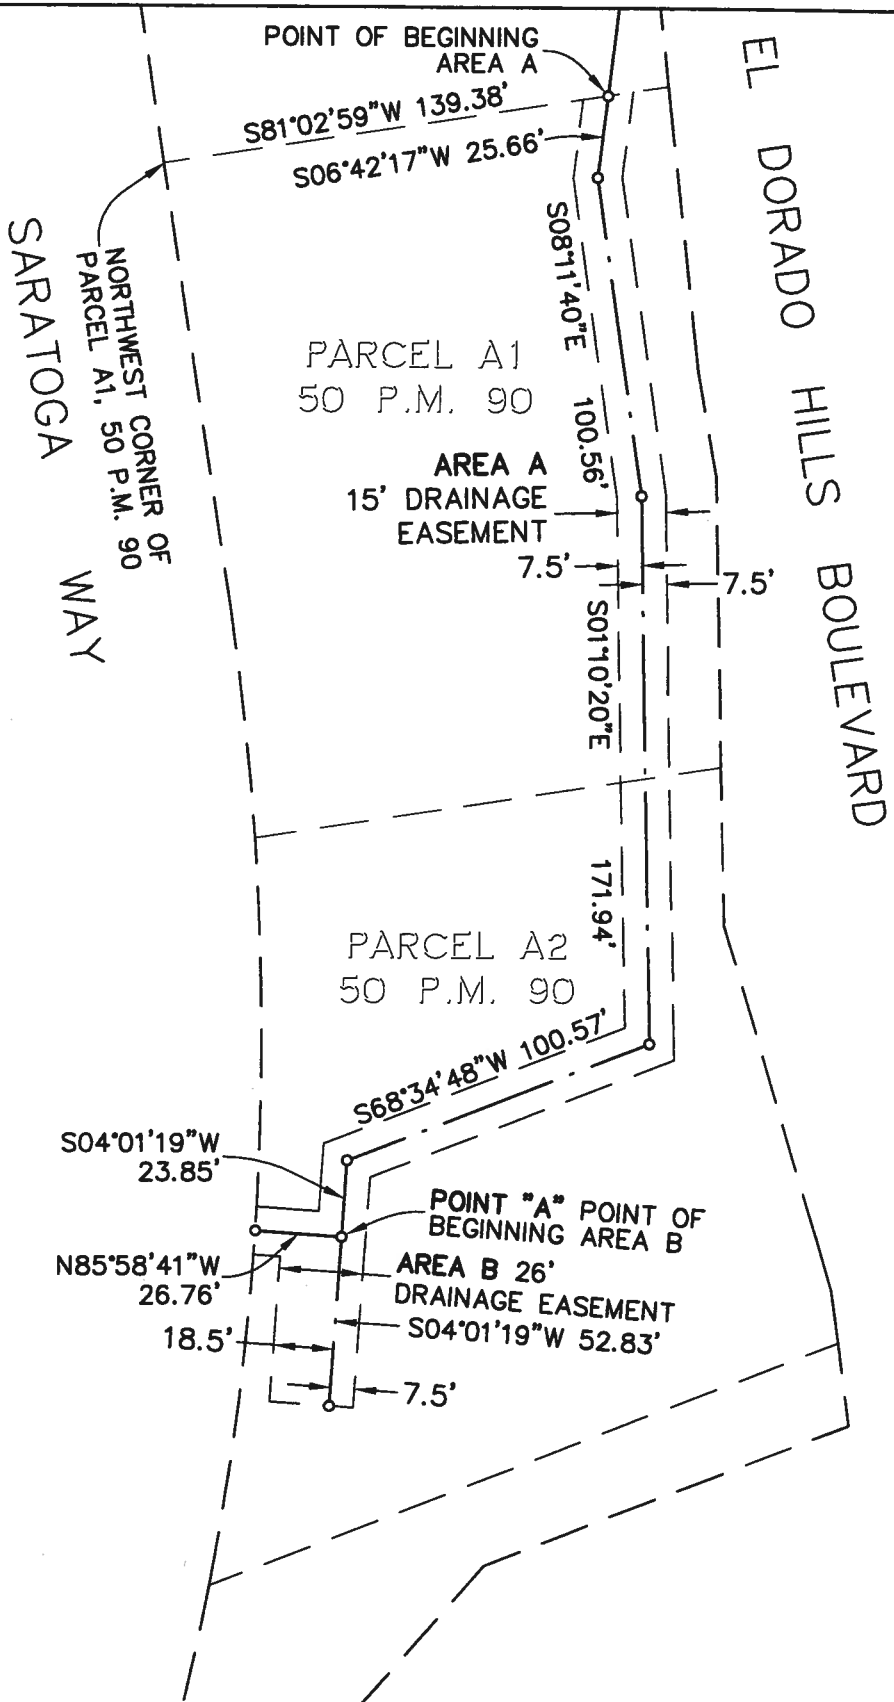 POINT OF BEGINNING
AREA A
S81°02'59"W 139.38'
S06°42'17"W 25.66'
EL DORADO HILLS BOULEVARD
S08°11'40"E 100.56'
SARATOGA WAY
NORTHWEST CORNER OF
PARCEL A1, 50 P.M. 90
PARCEL A1
50 P.M. 90
AREA A
15' DRAINAGE
EASEMENT
7.5'
7.5'
S01°10'20"E 171.94'
PARCEL A2
50 P.M. 90
S68°34'48"W 100.57'
S04°01'19"W
23.85'
POINT "A" POINT OF
BEGINNING AREA B
N85°58'41"W
26.76'
AREA B 26'
DRAINAGE EASEMENT
S04°01'19"W 52.83'
18.5'
7.5'